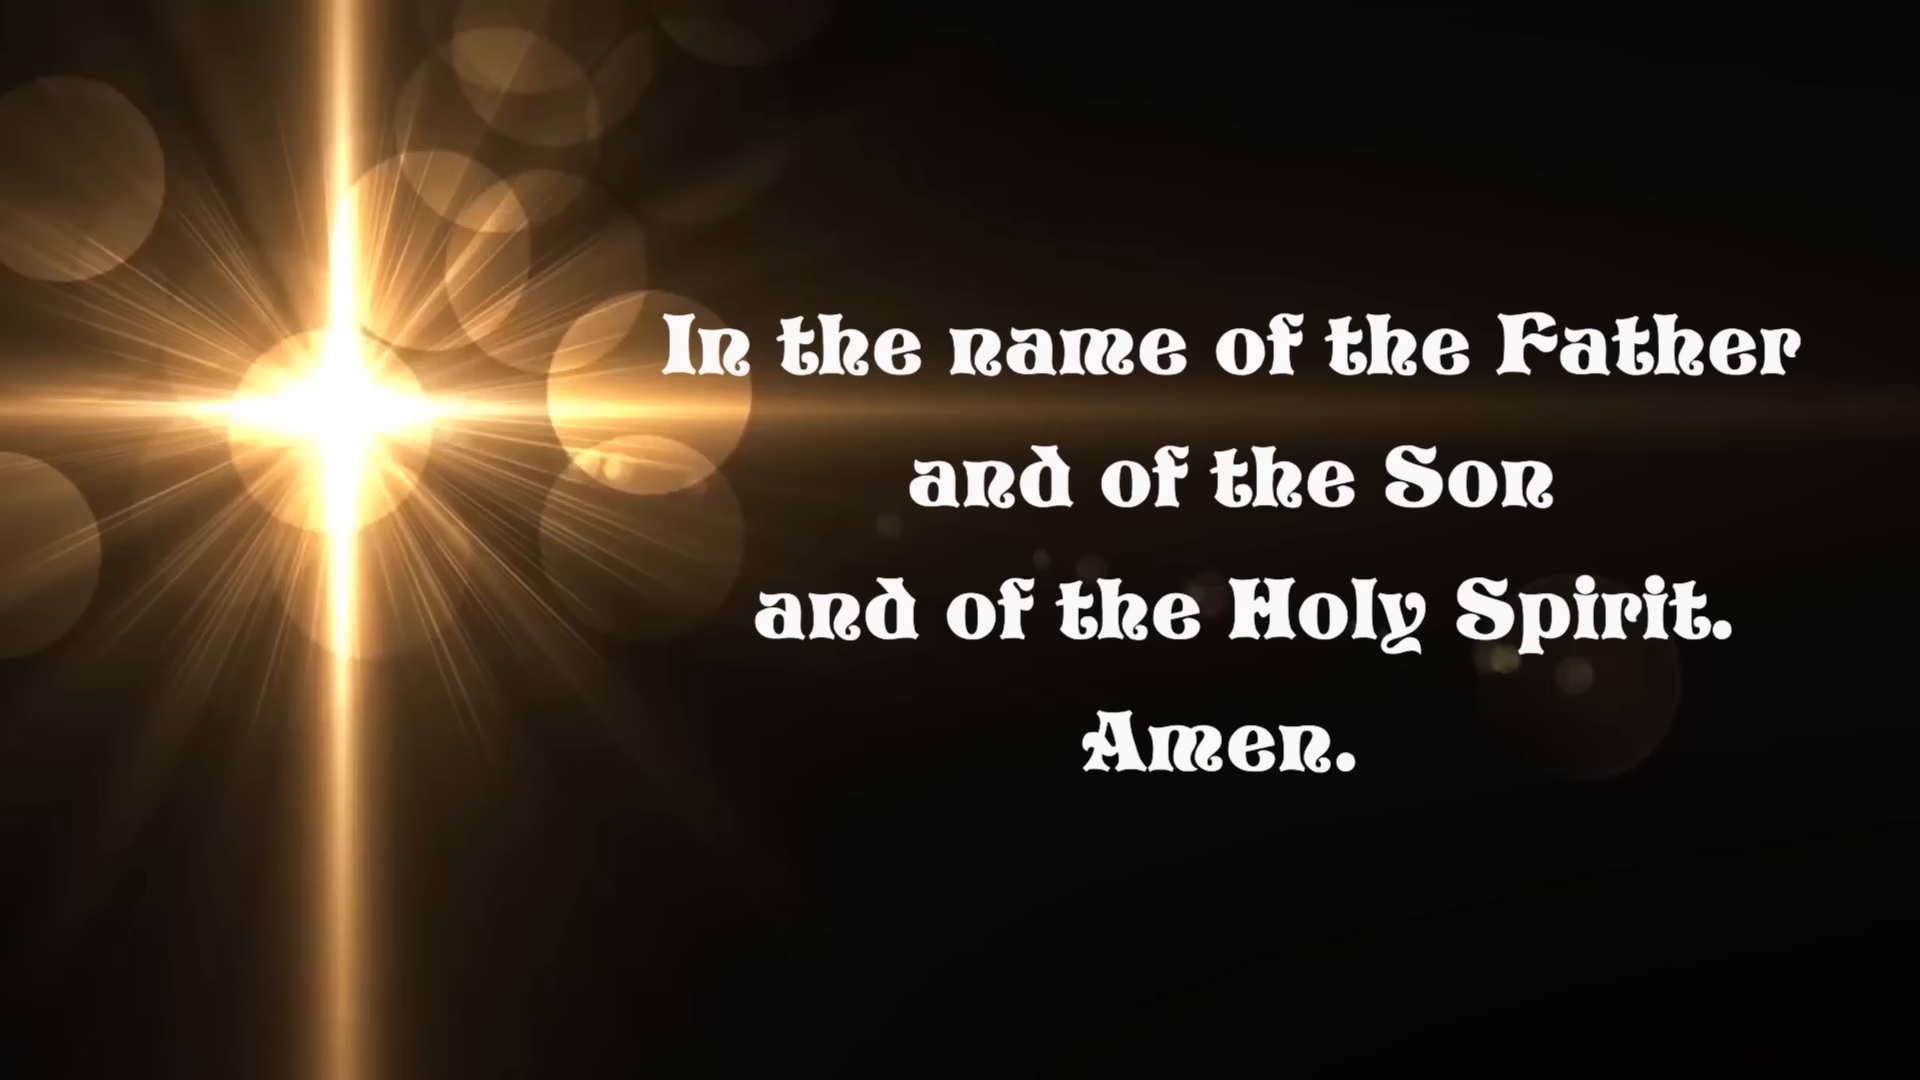 In the name of the Father
and of the Son
and of the Holy Spirit.
Amen.